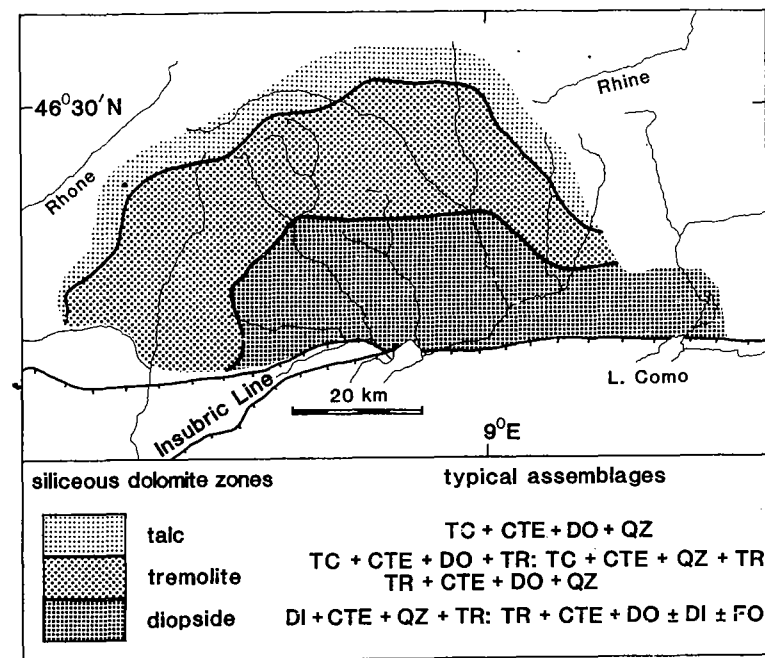 46°30'N
Rhine
Rhone
L. Como
Insubric Line
20 km
9°E
siliceous dolomite zones
typical assemblages
talc
TC + CTE + DO + QZ
tremolite
TC + CTE + DO + TR: TC + CTE + QZ + TR
TR + CTE + DO + QZ
diopside
DI + CTE + QZ + TR: TR + CTE + DO ± DI ± FO